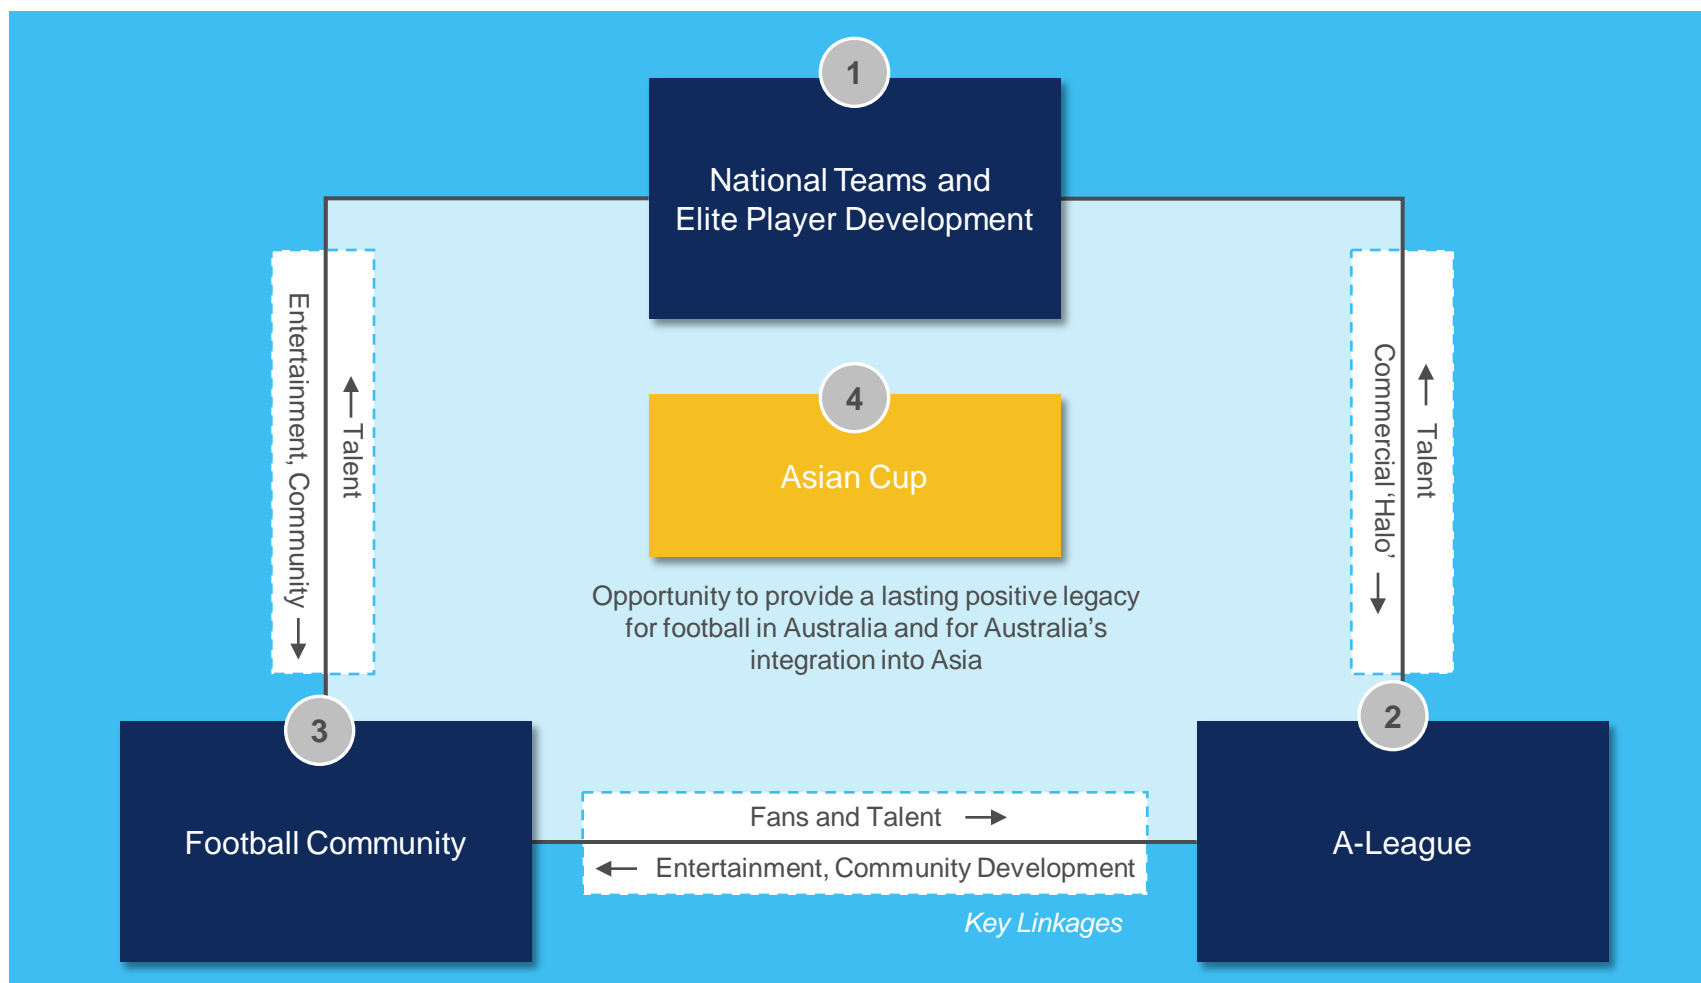 1
National Teams and
Elite Player Development
Entertainment, Community
Talent
4
Asian Cup
Opportunity to provide a lasting positive legacy
for football in Australia and for Australia’s
integration into Asia
Commercial ‘Halo’
Talent
3
Football Community
Fans and Talent
Entertainment, Community Development
Key Linkages
2
A-League